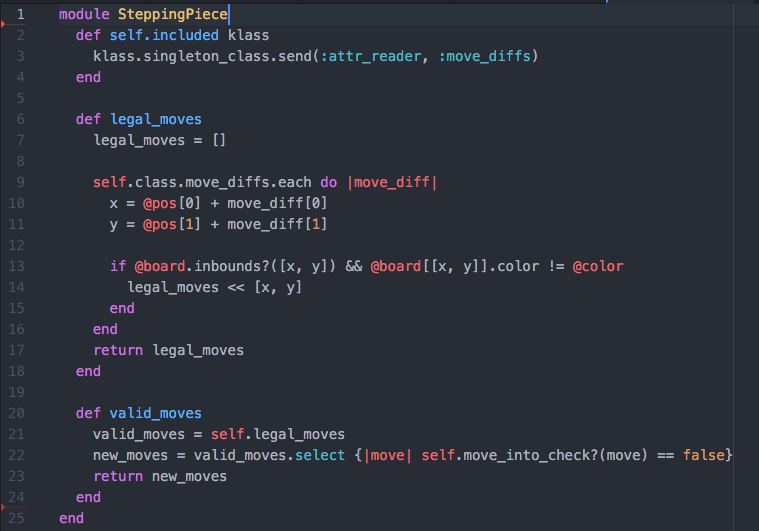 1 module SteppingPiece
2 def self.included klass
3 klass.singleton_class.send(:attr_reader, :move_diffs)
4 end
5
6 def legal_moves
7 legal_moves = []
8
9 self.class.move_diffs.each do |move_diff|
10 x = @pos[0] + move_diff[0]
11 y = @pos[1] + move_diff[1]
12
13 if @board.inbounds?([x, y]) && @board[[x, y]].color != @color
14 legal_moves << [x, y]
15 end
16 end
17 return legal_moves
18 end
19
20 def valid_moves
21 valid_moves = self.legal_moves
22 new_moves = valid_moves.select {|move| self.move_into_check?(move) == false}
23 return new_moves
24 end
25 end